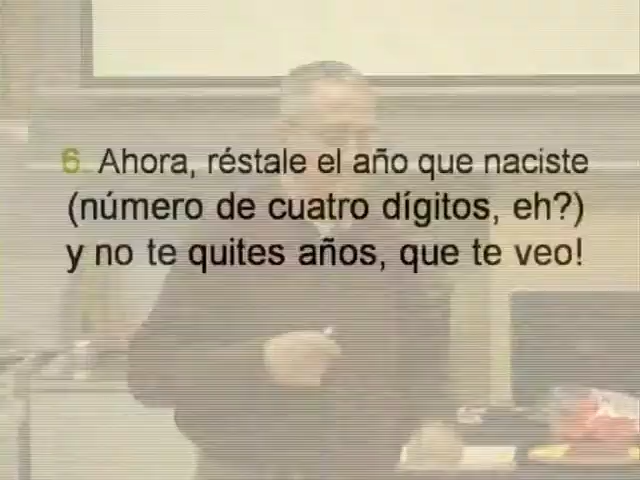 6. Ahora, réstale el año que naciste
(número de cuatro dígitos, eh?)
y no te quites años, que te veo!